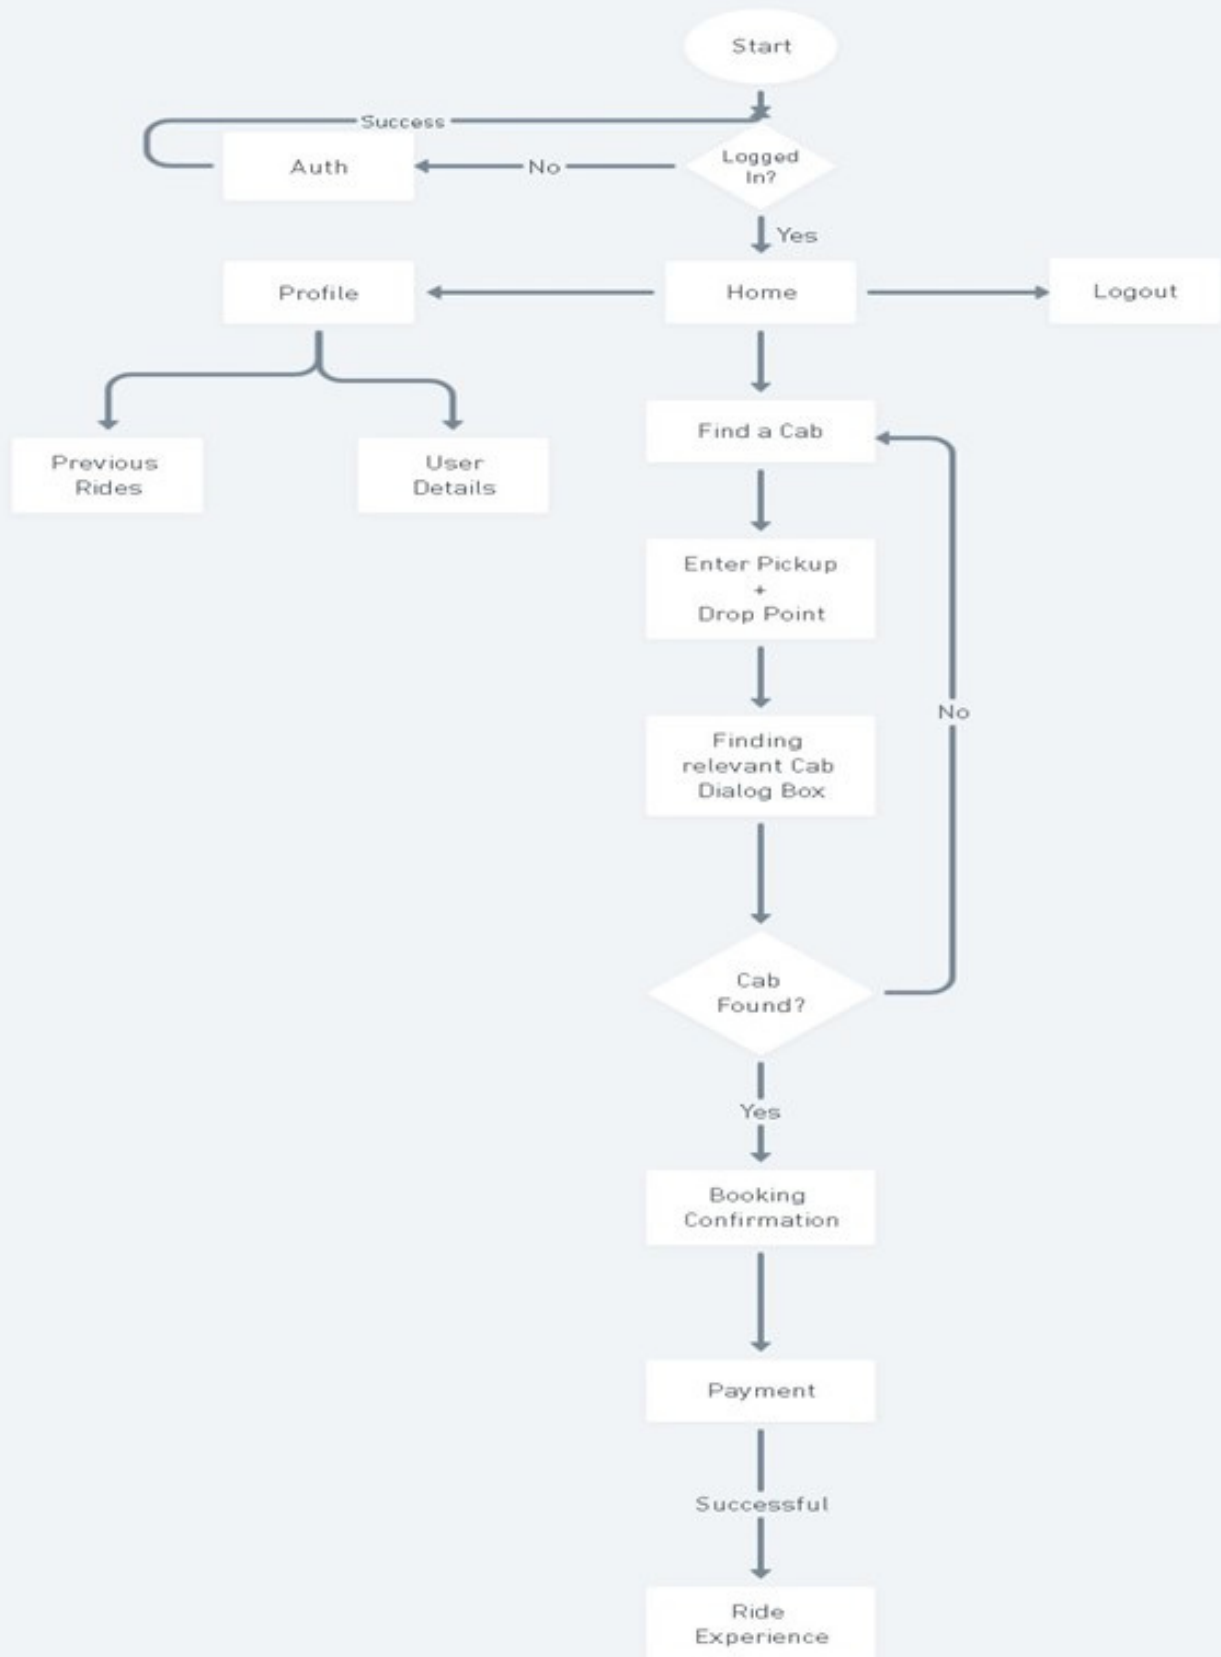 Start
Success
Auth
No
Logged
In?
Yes
Profile
Home
Logout
Find a Cab
Previous
Rides
User
Details
Enter Pickup
+
Drop Point
No
Finding
relevant Cab
Dialog Box
Cab
Found?
Yes
Booking
Confirmation
Payment
Successful
Ride
Experience